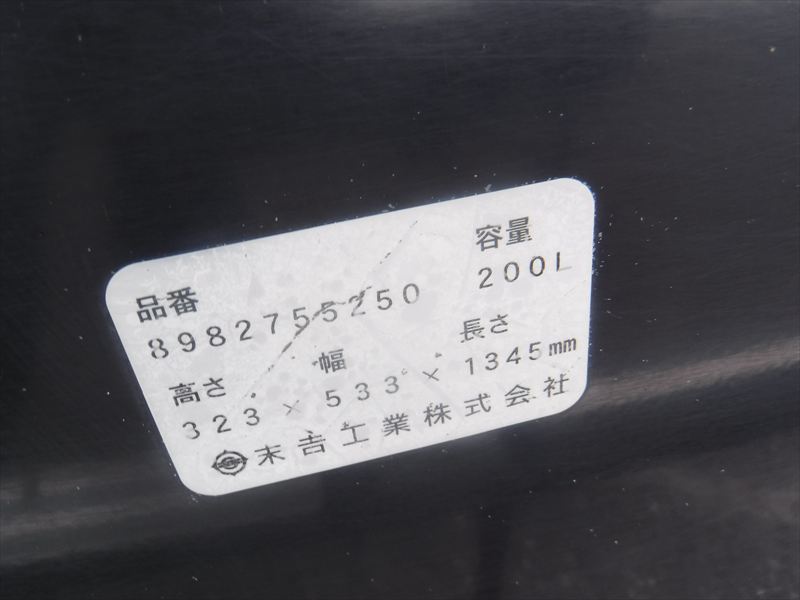 品番 容量
8982755250 200L
高さ 幅 長さ
323 × 533 × 1345mm
末吉工業株式会社